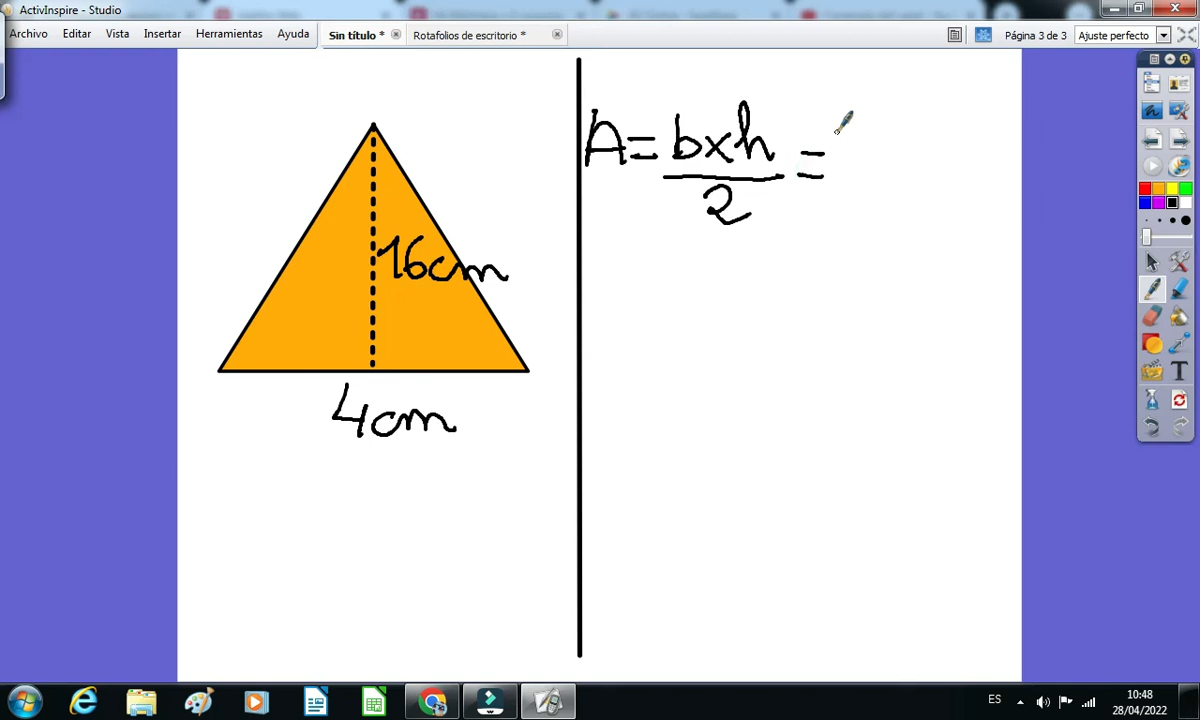 ActivInspire - Studio
Archivo Editar Vista Insertar Herramientas Ayuda
Sin título *
Rotafolios de escritorio *
Página 3 de 3
Ajuste perfecto
A = b x h =
2
16cm
4cm
T
ES
10:48
28/04/2022